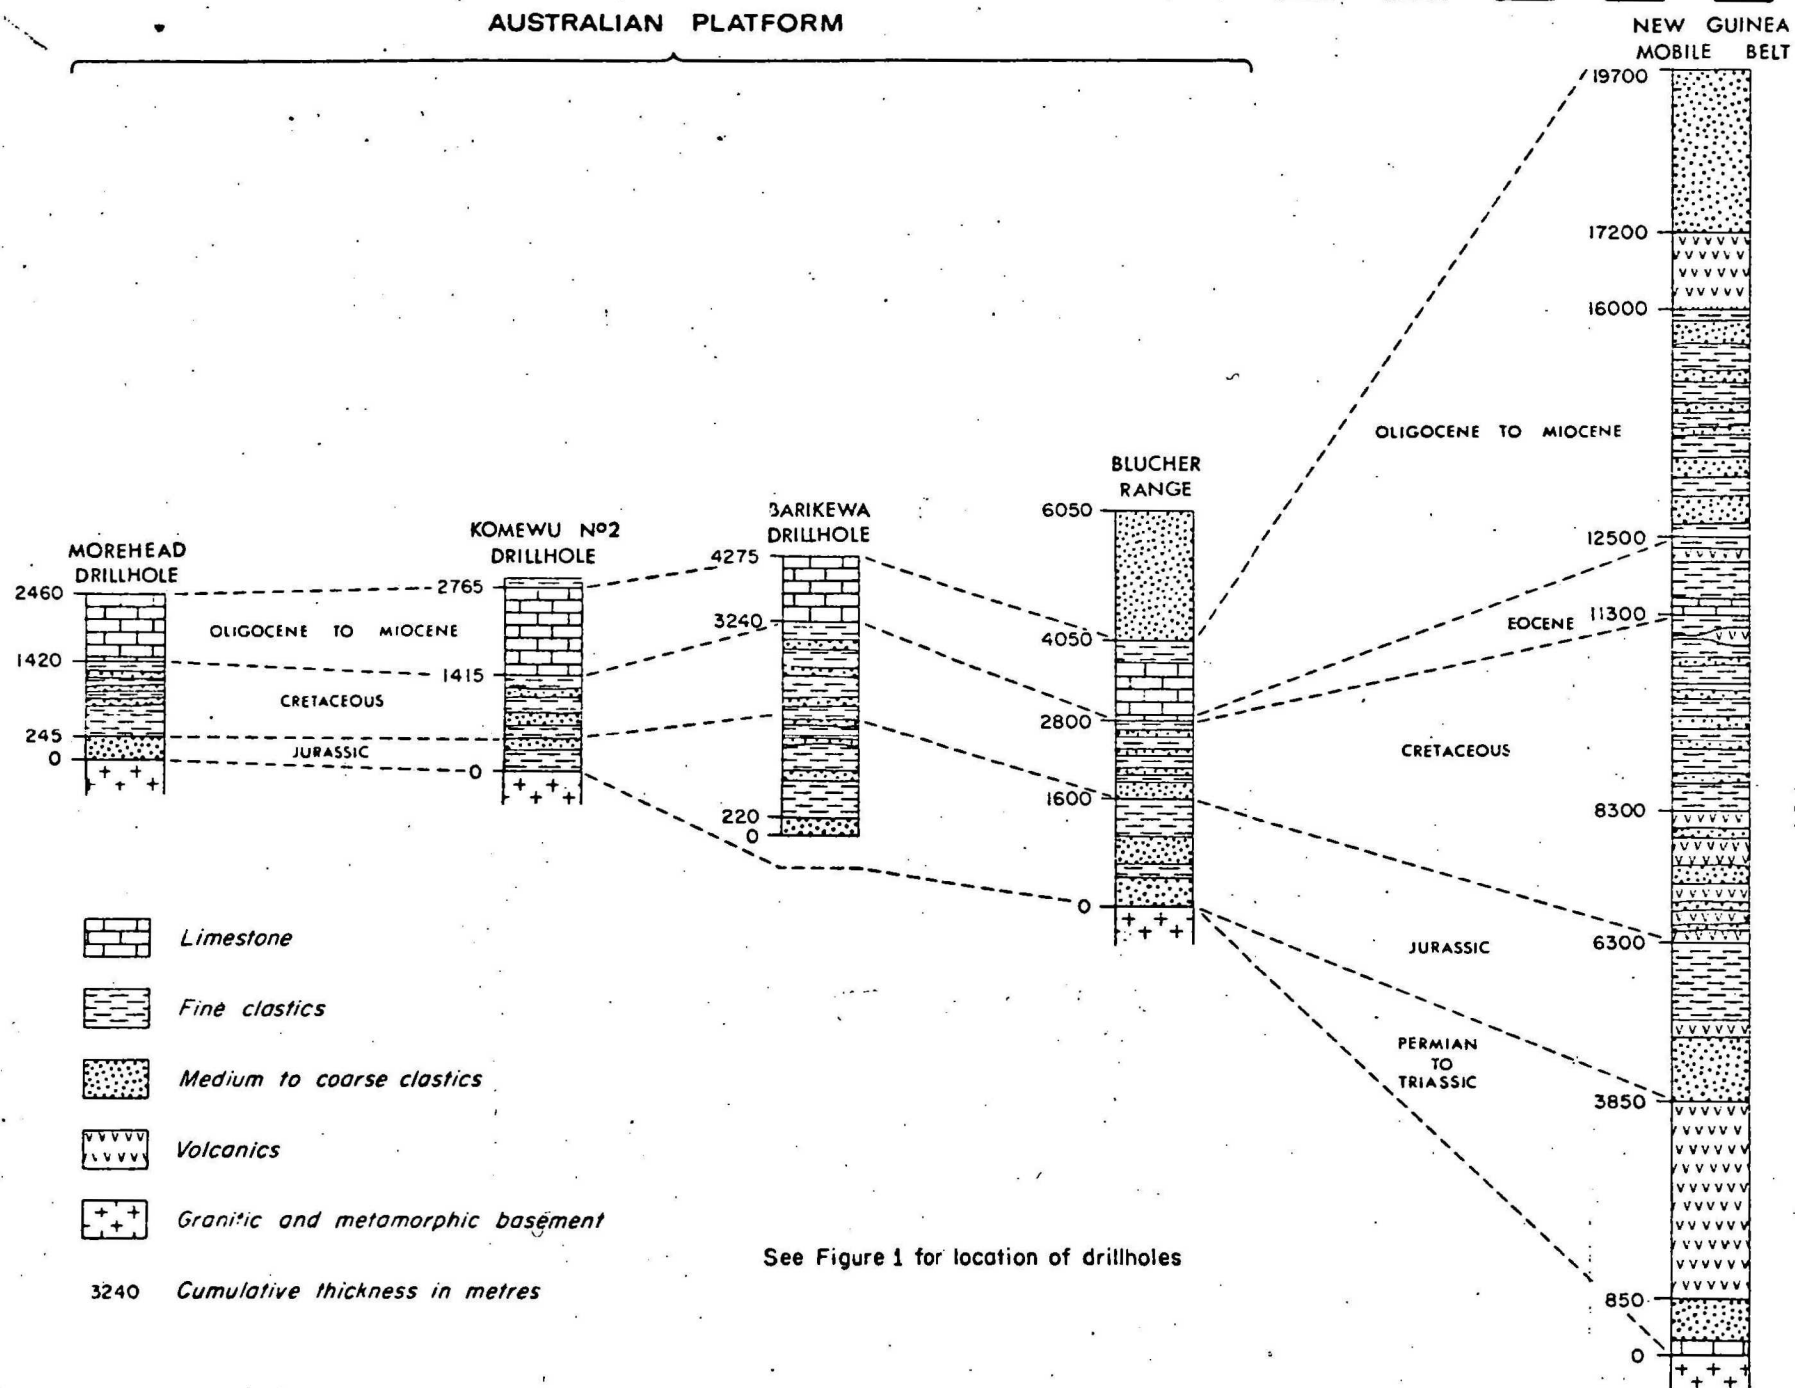 AUSTRALIAN PLATFORM
NEW GUINEA
MOBILE BELT
19700
17200
16000
12500
11300
8300
6300
3850
850
0
OLIGOCENE TO MIOCENE
EOCENE
CRETACEOUS
JURASSIC
PERMIAN
TO
TRIASSIC
BLUCHER
RANGE
6050
4050
2800
1600
0
BARIKEWA
DRILLHOLE
4275
3240
220
0
KOMEWU Nº2
DRILLHOLE
2765
1415
0
MOREHEAD
DRILLHOLE
2460
1420
245
0
OLIGOCENE TO MIOCENE
CRETACEOUS
JURASSIC
Limestone
Fine clastics
Medium to coarse clastics
Volcanics
Granitic and metamorphic basement
3240 Cumulative thickness in metres
See Figure 1 for location of drillholes